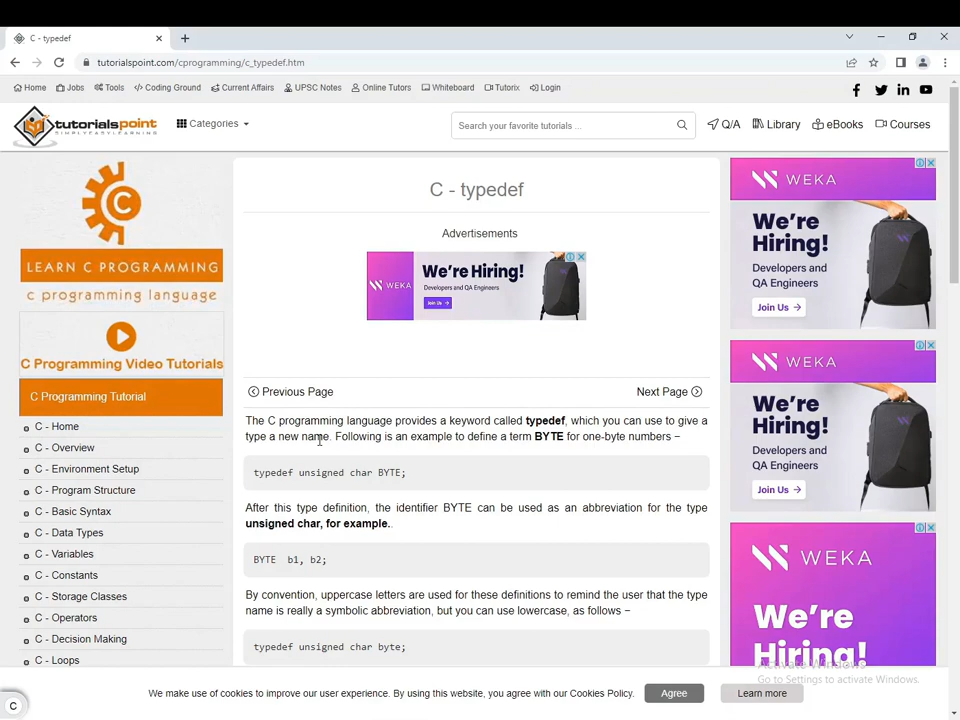 C - typedef
tutorialspoint.com/cprogramming/c_typedef.htm
Home Jobs Tools Coding Ground Current Affairs UPSC Notes Online Tutors Whiteboard Tutorix Login
tutorialspoint
SIMPLYEASYLEARNING
Categories
Search your favorite tutorials ...
Q/A Library eBooks Courses
C
LEARN C PROGRAMMING
c programming language
C Programming Video Tutorials
C Programming Tutorial
C - Home
C - Overview
C - Environment Setup
C - Program Structure
C - Basic Syntax
C - Data Types
C - Variables
C - Constants
C - Storage Classes
C - Operators
C - Decision Making
C - Loops
C - typedef
Advertisements
WEKA
We're Hiring!
Developers and QA Engineers
Join Us →
Previous Page
Next Page
The C programming language provides a keyword called typedef, which you can use to give a
type a new name. Following is an example to define a term BYTE for one-byte numbers −
typedef unsigned char BYTE;
After this type definition, the identifier BYTE can be used as an abbreviation for the type
unsigned char, for example..
BYTE b1, b2;
By convention, uppercase letters are used for these definitions to remind the user that the type
name is really a symbolic abbreviation, but you can use lowercase, as follows −
typedef unsigned char byte;
WEKA
We're
Hiring!
Developers and
QA Engineers
Join Us →
WEKA
We're
Hiring!
Developers and
QA Engineers
Join Us →
WEKA
We're
Hiring!
Activate Windows
Go to Settings to activate Windows.
We make use of cookies to improve our user experience. By using this website, you agree with our Cookies Policy.
Agree
Learn more
C